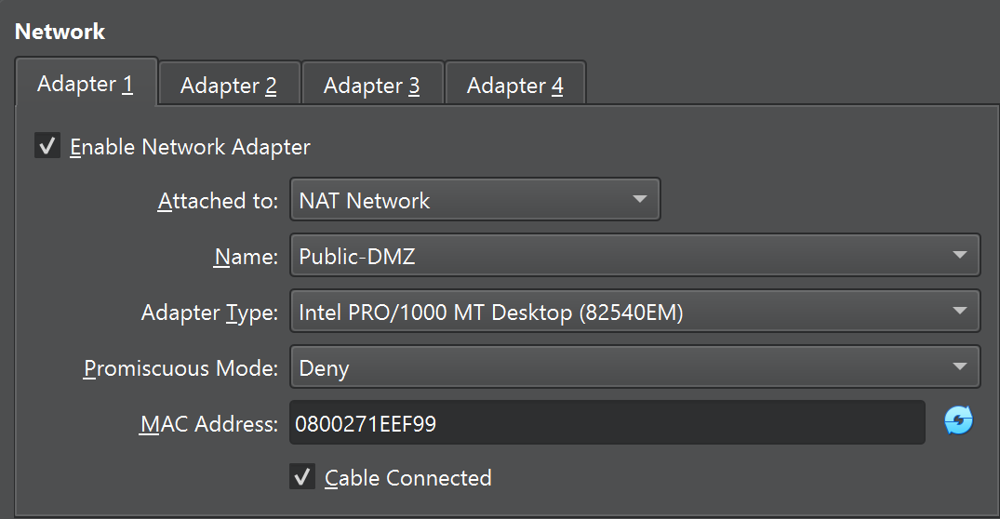 Network
Adapter 1 Adapter 2 Adapter 3 Adapter 4
Enable Network Adapter
Attached to: NAT Network
Name: Public-DMZ
Adapter Type: Intel PRO/1000 MT Desktop (82540EM)
Promiscuous Mode: Deny
MAC Address: 0800271EEF99
Cable Connected